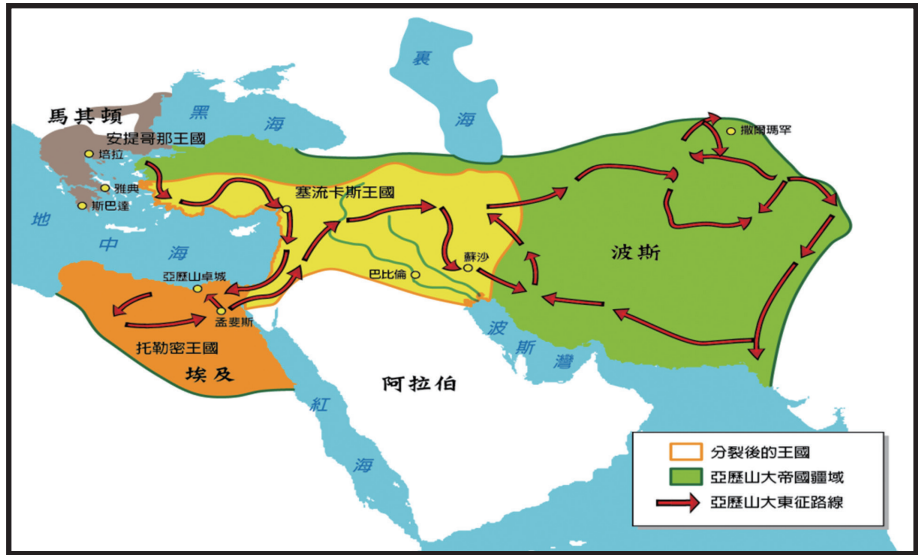 裏海
黑海
馬其頓
安提哥那王國
培拉
雅典
斯巴達
地中海
塞流卡斯王國
撒爾瑪罕
波斯
蘇沙
巴比倫
亞歷山卓城
孟斐斯
托勒密王國
埃及
波斯灣
阿拉伯
紅海
分裂後的王國
亞歷山大帝國疆域
亞歷山大東征路線